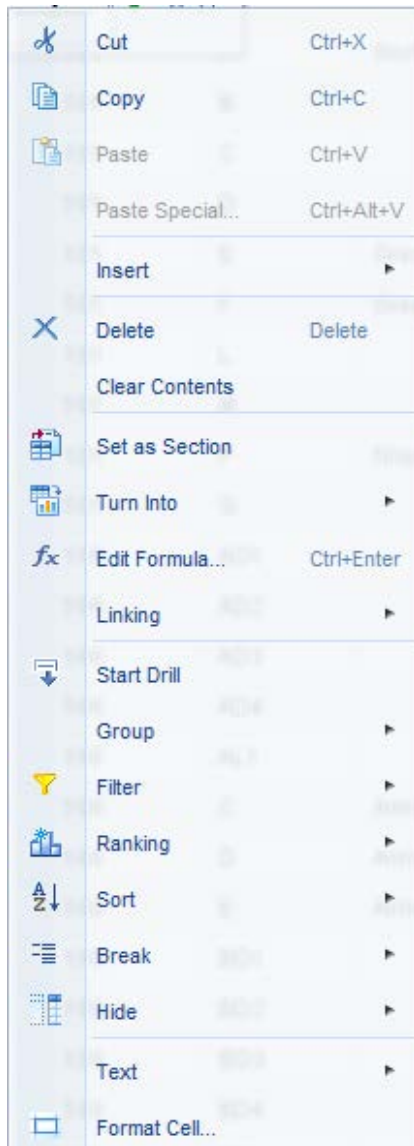 Cut Ctrl+X
Copy Ctrl+C
Paste Ctrl+V
Paste Special... Ctrl+Alt+V
Insert
Delete Delete
Clear Contents
Set as Section
Turn Into
Edit Formula... Ctrl+Enter
Linking
Start Drill
Group
Filter
Ranking
Sort
Break
Hide
Text
Format Cell...